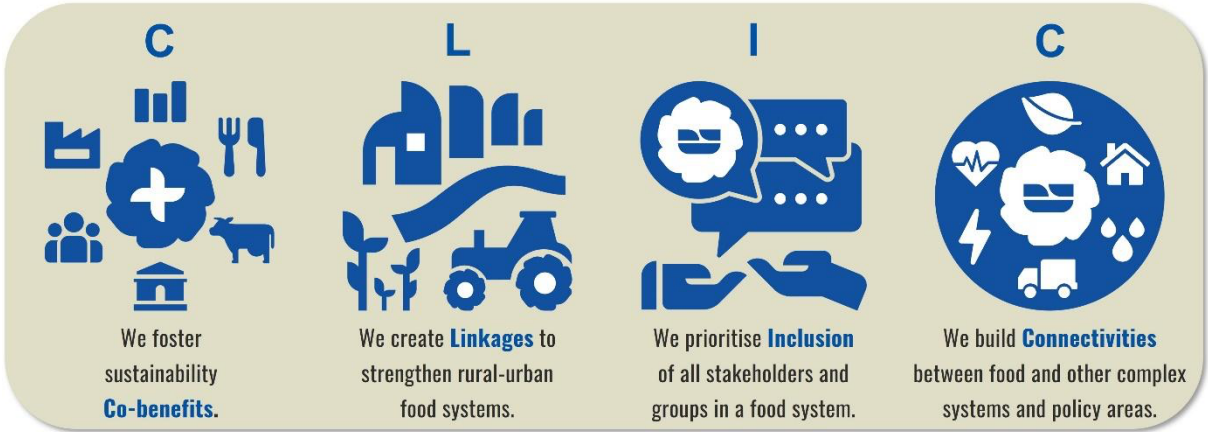 C
We foster
sustainability
Co-benefits.
L
We create Linkages to
strengthen rural-urban
food systems.
I
We prioritise Inclusion
of all stakeholders and
groups in a food system.
C
We build Connectivities
between food and other complex
systems and policy areas.